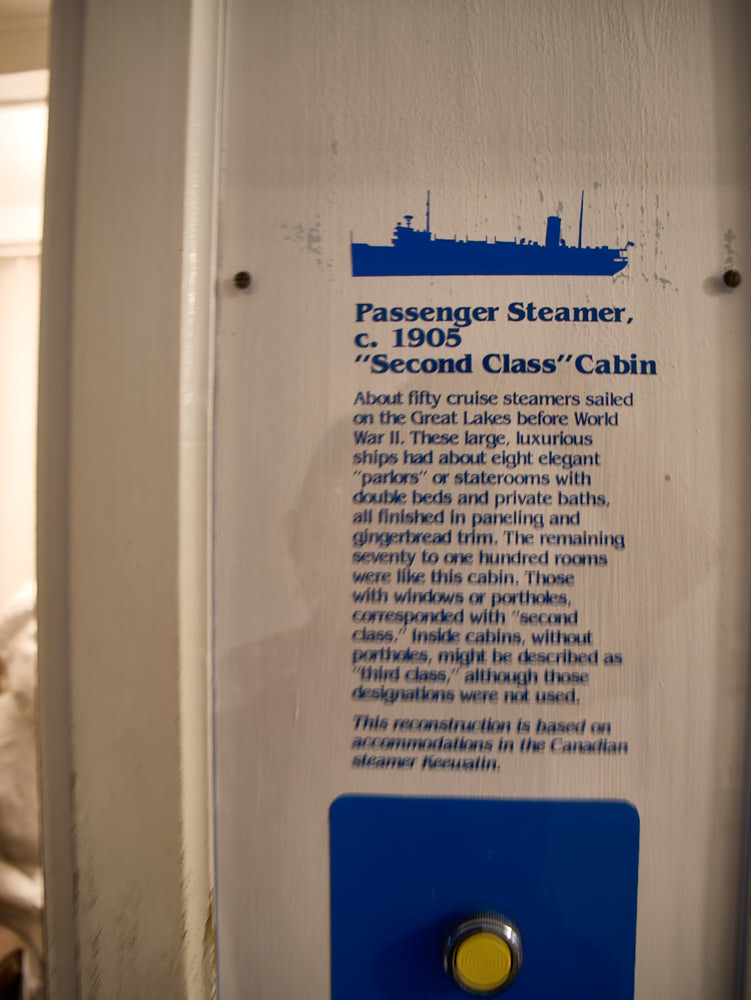 Passenger Steamer,
c. 1905
"Second Class" Cabin
About fifty cruise steamers sailed
on the Great Lakes before World
War II. These large, luxurious
ships had about eight elegant
"parlors" or staterooms with
double beds and private baths,
all finished in paneling and
gingerbread trim. The remaining
seventy to one hundred rooms
were like this cabin. Those
with windows or portholes,
corresponded with "second
class." Inside cabins, without
portholes, might be described as
"third class," although those
designations were not used.
This reconstruction is based on
accommodations in the Canadian
steamer Keewatin.